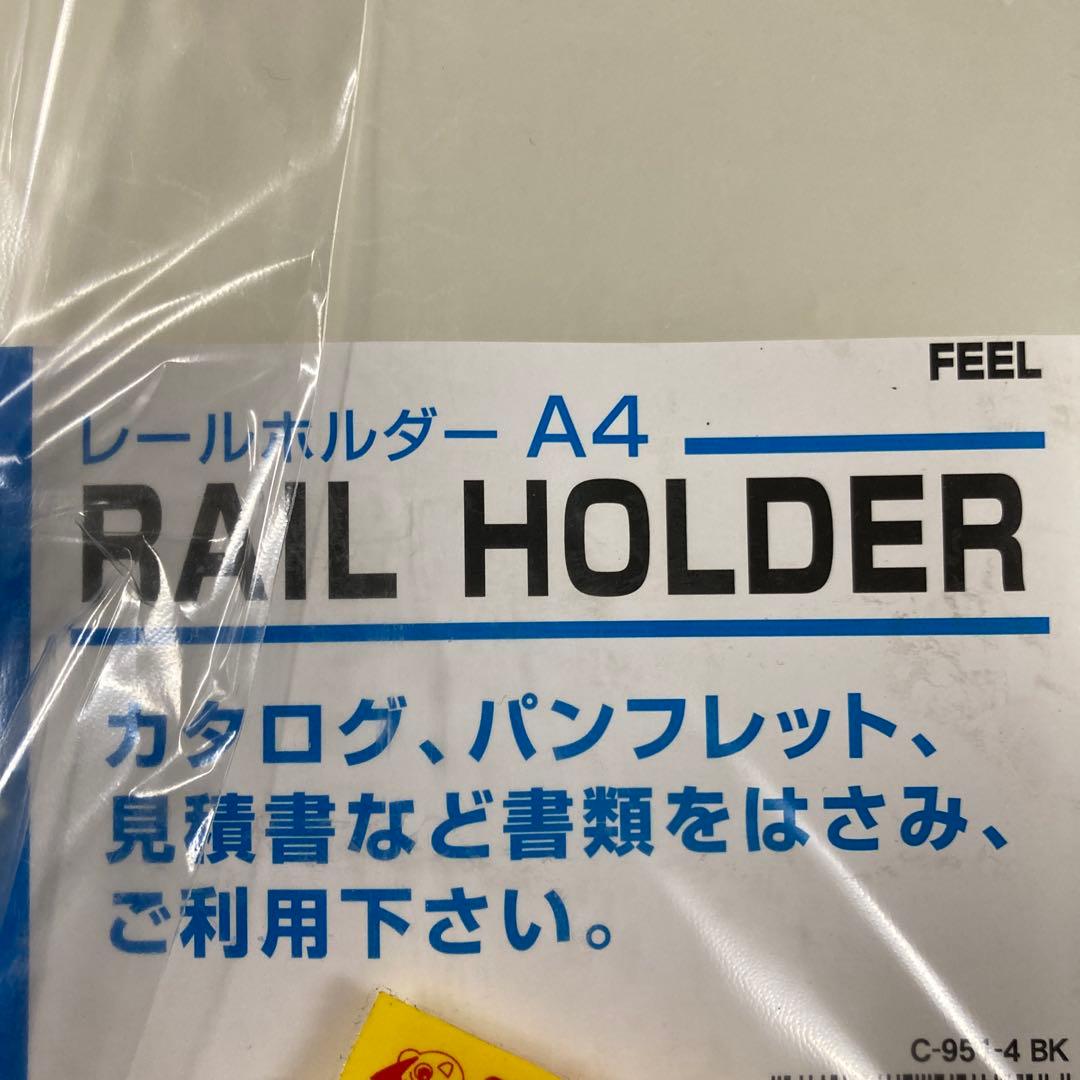 FEEL
レールホルダー A4
RAIL HOLDER
カタログ、パンフレット、
見積書など書類をはさみ、
ご利用下さい。
BK